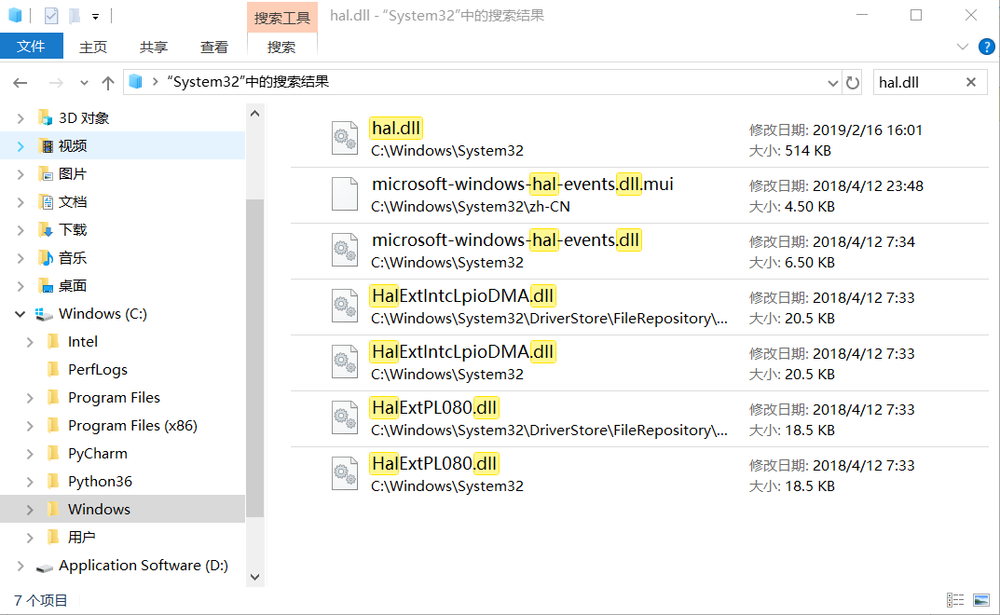 搜索工具
hal.dll - “System32”中的搜索结果
文件
主页
共享
查看
搜索
“System32”中的搜索结果
hal.dll
3D 对象
视频
图片
文档
下载
音乐
桌面
Windows (C:)
Intel
PerfLogs
Program Files
Program Files (x86)
PyCharm
Python36
Windows
用户
Application Software (D:)
hal.dll
修改日期: 2019/2/16 16:01
C:\Windows\System32
大小: 514 KB
microsoft-windows-hal-events.dll.mui
修改日期: 2018/4/12 23:48
C:\Windows\System32\zh-CN
大小: 4.50 KB
microsoft-windows-hal-events.dll
修改日期: 2018/4/12 7:34
C:\Windows\System32
大小: 6.50 KB
HalExtIntcLpioDMA.dll
修改日期: 2018/4/12 7:33
C:\Windows\System32\DriverStore\FileRepository\...
大小: 20.5 KB
HalExtIntcLpioDMA.dll
修改日期: 2018/4/12 7:33
C:\Windows\System32
大小: 20.5 KB
HalExtPL080.dll
修改日期: 2018/4/12 7:33
C:\Windows\System32\DriverStore\FileRepository\...
大小: 18.5 KB
HalExtPL080.dll
修改日期: 2018/4/12 7:33
C:\Windows\System32
大小: 18.5 KB
7 个项目